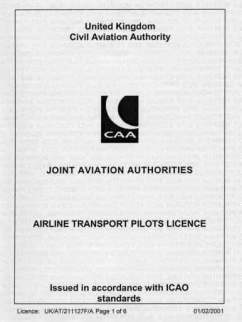 United Kingdom
Civil Aviation Authority
CAA
JOINT AVIATION AUTHORITIES
AIRLINE TRANSPORT PILOTS LICENCE
Issued in accordance with ICAO
standards
Licence: UK/AT/211127F/A Page 1 of 6 01/02/2001